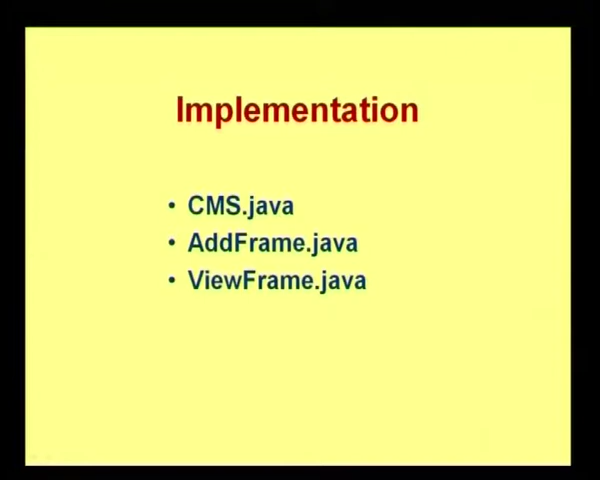 Implementation
• CMS.java
• AddFrame.java
• ViewFrame.java